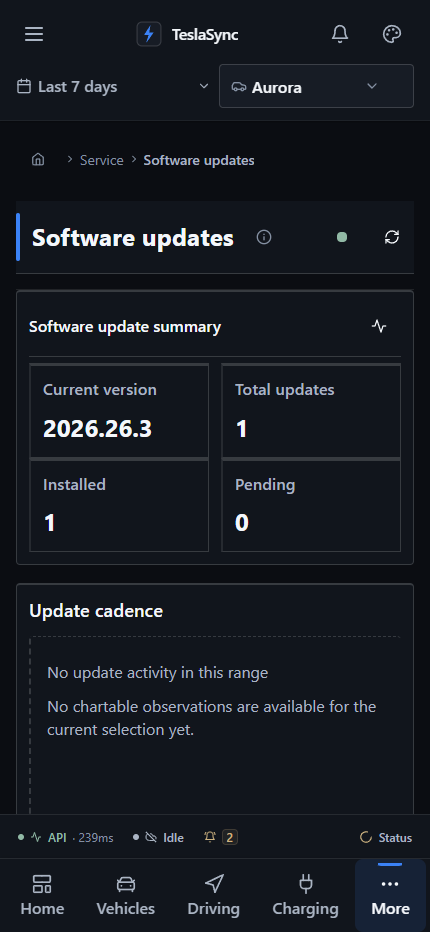 TeslaSync
Last 7 days
Aurora
Service
Software updates
Software updates
Software update summary
Current version
2026.26.3
Total updates
1
Installed
1
Pending
0
Update cadence
No update activity in this range
No chartable observations are available for the
current selection yet.
API · 239ms
Idle
2
Status
Home
Vehicles
Driving
Charging
More